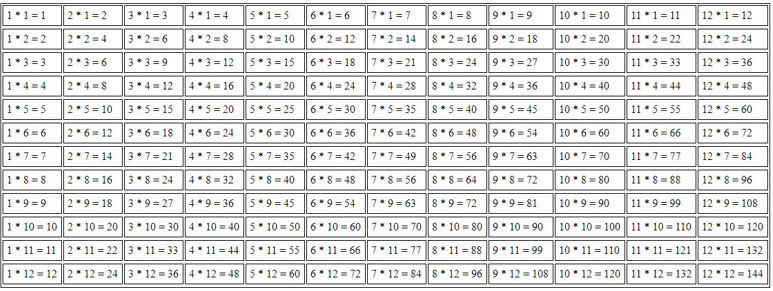 1 * 1 = 1 2 * 1 = 2 3 * 1 = 3 4 * 1 = 4 5 * 1 = 5 6 * 1 = 6 7 * 1 = 7 8 * 1 = 8 9 * 1 = 9 10 * 1 = 10 11 * 1 = 11 12 * 1 = 12
1 * 2 = 2 2 * 2 = 4 3 * 2 = 6 4 * 2 = 8 5 * 2 = 10 6 * 2 = 12 7 * 2 = 14 8 * 2 = 16 9 * 2 = 18 10 * 2 = 20 11 * 2 = 22 12 * 2 = 24
1 * 3 = 3 2 * 3 = 6 3 * 3 = 9 4 * 3 = 12 5 * 3 = 15 6 * 3 = 18 7 * 3 = 21 8 * 3 = 24 9 * 3 = 27 10 * 3 = 30 11 * 3 = 33 12 * 3 = 36
1 * 4 = 4 2 * 4 = 8 3 * 4 = 12 4 * 4 = 16 5 * 4 = 20 6 * 4 = 24 7 * 4 = 28 8 * 4 = 32 9 * 4 = 36 10 * 4 = 40 11 * 4 = 44 12 * 4 = 48
1 * 5 = 5 2 * 5 = 10 3 * 5 = 15 4 * 5 = 20 5 * 5 = 25 6 * 5 = 30 7 * 5 = 35 8 * 5 = 40 9 * 5 = 45 10 * 5 = 50 11 * 5 = 55 12 * 5 = 60
1 * 6 = 6 2 * 6 = 12 3 * 6 = 18 4 * 6 = 24 5 * 6 = 30 6 * 6 = 36 7 * 6 = 42 8 * 6 = 48 9 * 6 = 54 10 * 6 = 60 11 * 6 = 66 12 * 6 = 72
1 * 7 = 7 2 * 7 = 14 3 * 7 = 21 4 * 7 = 28 5 * 7 = 35 6 * 7 = 42 7 * 7 = 49 8 * 7 = 56 9 * 7 = 63 10 * 7 = 70 11 * 7 = 77 12 * 7 = 84
1 * 8 = 8 2 * 8 = 16 3 * 8 = 24 4 * 8 = 32 5 * 8 = 40 6 * 8 = 48 7 * 8 = 56 8 * 8 = 64 9 * 8 = 72 10 * 8 = 80 11 * 8 = 88 12 * 8 = 96
1 * 9 = 9 2 * 9 = 18 3 * 9 = 27 4 * 9 = 36 5 * 9 = 45 6 * 9 = 54 7 * 9 = 63 8 * 9 = 72 9 * 9 = 81 10 * 9 = 90 11 * 9 = 99 12 * 9 = 108
1 * 10 = 10 2 * 10 = 20 3 * 10 = 30 4 * 10 = 40 5 * 10 = 50 6 * 10 = 60 7 * 10 = 70 8 * 10 = 80 9 * 10 = 90 10 * 10 = 100 11 * 10 = 110 12 * 10 = 120
1 * 11 = 11 2 * 11 = 22 3 * 11 = 33 4 * 11 = 44 5 * 11 = 55 6 * 11 = 66 7 * 11 = 77 8 * 11 = 88 9 * 11 = 99 10 * 11 = 110 11 * 11 = 121 12 * 11 = 132
1 * 12 = 12 2 * 12 = 24 3 * 12 = 36 4 * 12 = 48 5 * 12 = 60 6 * 12 = 72 7 * 12 = 84 8 * 12 = 96 9 * 12 = 108 10 * 12 = 120 11 * 12 = 132 12 * 12 = 144